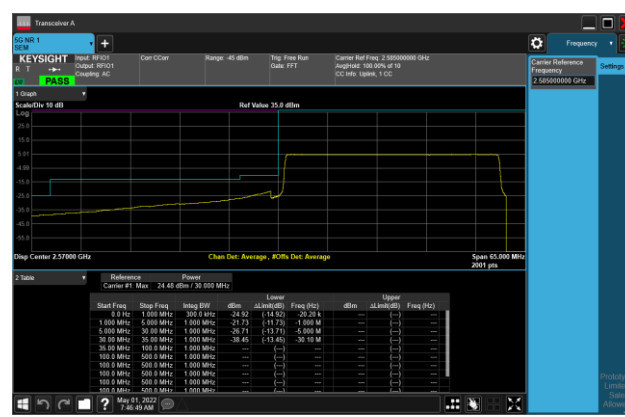 Transceiver A
5G NR 1
SEM
Frequency
KEYSIGHT
R T
PASS
Input: RFIO1
Output: RFIO1
Coupling: AC
Corr CCorr
Range: -45 dBm
Trig: Free Run
Gate: FFT
Carrier Ref Freq: 2.585000000 GHz
Avg|Hold: 100.00% of 10
CC Info: Uplink, 1 CC
Carrier Reference
Frequency
2.585000000 GHz
Settings
1 Graph
Scale/Div 10 dB
Ref Value 35.0 dBm
Log
25.0
15.0
5.01
-4.99
-15.0
-25.0
-35.0
-45.0
-55.0
Disp Center 2.57000 GHz
Chan Det: Average , #Offs Det: Average
Span 65.000 MHz
2001 pts
2 Table
Reference Power
Carrier #1 Max 24.48 dBm / 30.000 MHz
Lower Upper
Start Freq Stop Freq Integ BW dBm ΔLimit(dB) Freq (Hz) dBm ΔLimit(dB) Freq (Hz)
0.0 Hz 1.000 MHz 300.0 kHz -24.92 (-14.92) -20.20 k --- (---) ---
1.000 MHz 5.000 MHz 1.000 MHz -21.73 (-11.73) -1.000 M --- (---) ---
5.000 MHz 30.00 MHz 1.000 MHz -26.71 (-13.71) -5.000 M --- (---) ---
30.00 MHz 35.00 MHz 1.000 MHz -38.45 (-13.45) -30.10 M --- (---) ---
35.00 MHz 100.0 MHz 1.000 MHz --- (---) --- --- (---) ---
100.0 MHz 500.0 MHz 1.000 MHz --- (---) --- --- (---) ---
100.0 MHz 500.0 MHz 1.000 MHz --- (---) --- --- (---) ---
100.0 MHz 500.0 MHz 1.000 MHz --- (---) --- --- (---) ---
100.0 MHz 500.0 MHz 1.000 MHz --- (---) --- --- (---) ---
May 01, 2022
7:46:49 AM